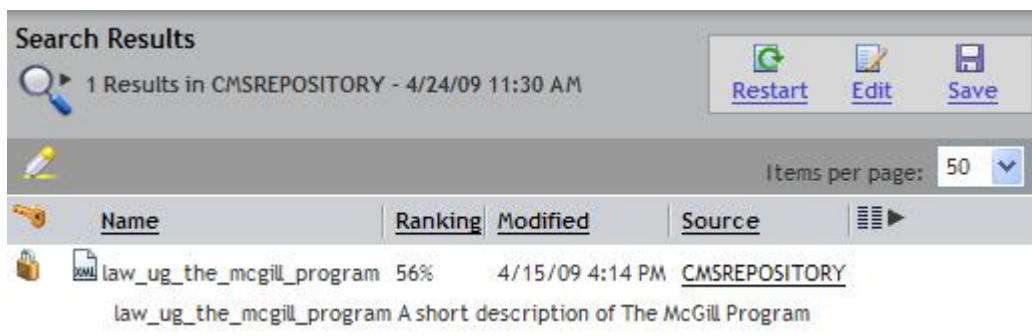 Search Results
1 Results in CMSREPOSITORY - 4/24/09 11:30 AM
Restart Edit Save
Items per page: 50
Name Ranking Modified Source
XML law_ug_the_mcgill_program 56% 4/15/09 4:14 PM CMSREPOSITORY
law_ug_the_mcgill_program A short description of The McGill Program